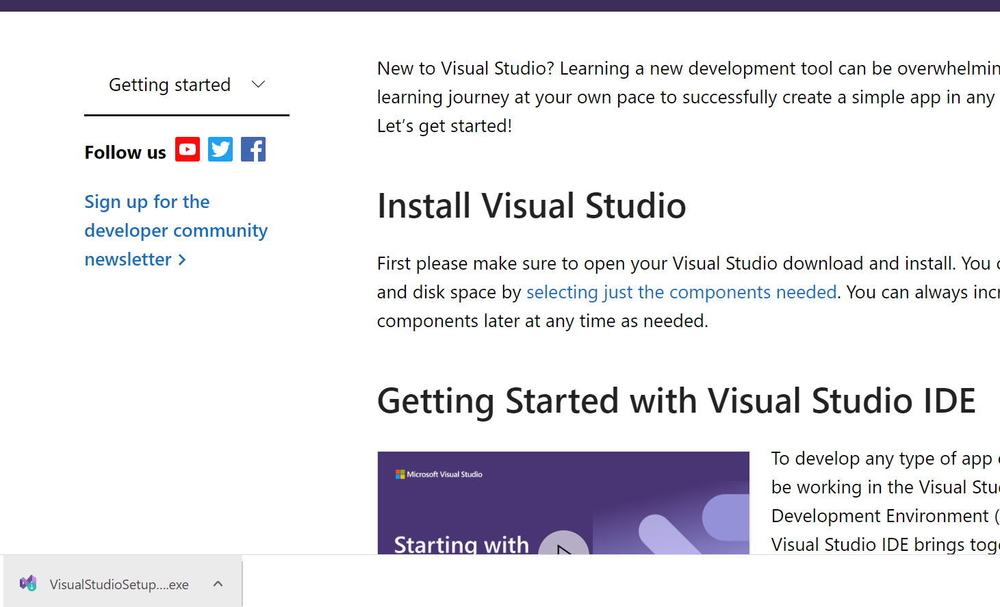 Getting started
Follow us
Sign up for the
developer community
newsletter
New to Visual Studio? Learning a new development tool can be overwhelmin
learning journey at your own pace to successfully create a simple app in any
Let’s get started!
Install Visual Studio
First please make sure to open your Visual Studio download and install. You
and disk space by selecting just the components needed. You can always incr
components later at any time as needed.
Getting Started with Visual Studio IDE
Microsoft Visual Studio
Starting with
To develop any type of app
be working in the Visual Stu
Development Environment (
Visual Studio IDE brings tog
VisualStudioSetup....exe